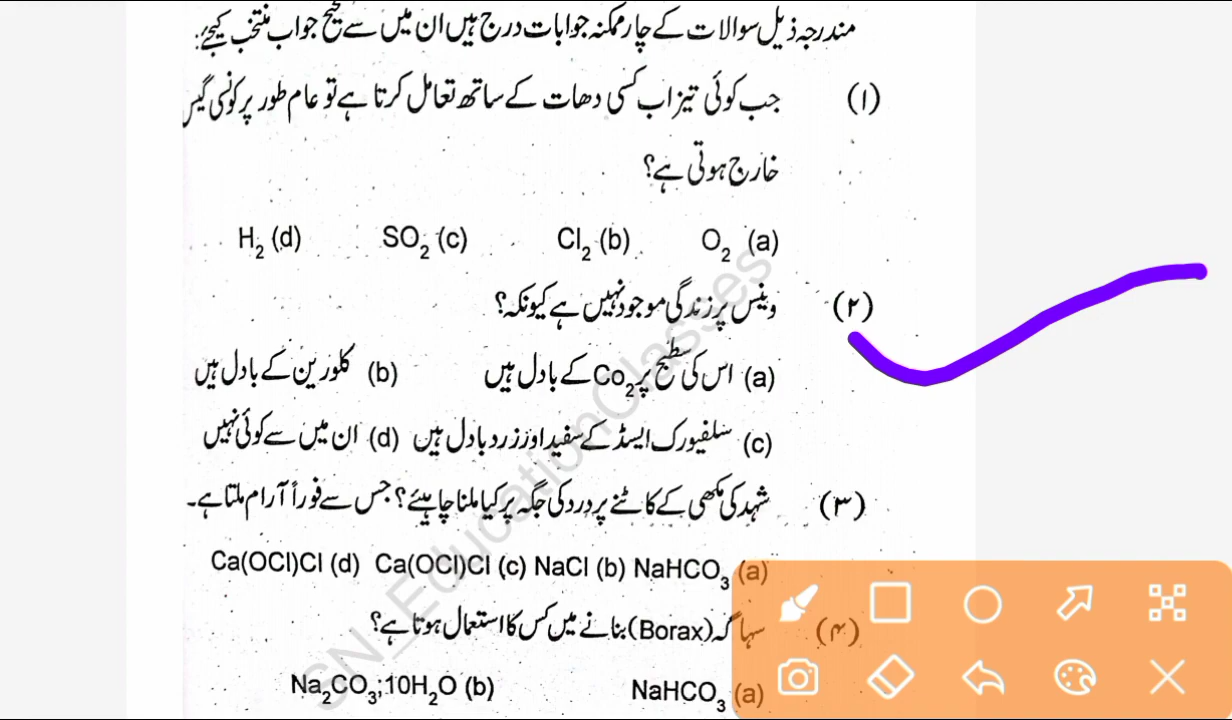 مندرجہ ذیل سوالات کے چار ممکنہ جوابات درج ہیں ان میں سے صحیح جواب منتخب کیجئے:
(۱) جب کوئی تیزاب کسی دھات کے ساتھ تعامل کرتا ہے تو عام طور پر کونسی گیس
خارج ہوتی ہے؟
(a) O₂ (b) Cl₂ (c) SO₂ (d) H₂
(۲) وینس پر زندگی موجود نہیں ہے کیونکہ؟
(a) اس کی سطح پر Co₂ کے بادل ہیں (b) کلورین کے بادل ہیں
(c) سلفیورک ایسڈ کے سفید اور زرد بادل ہیں (d) ان میں سے کوئی نہیں
(۳) شہد کی مکھی کے کاٹنے پر درد کی جگہ پر کیا ملنا چاہیئے؟ جس سے فوراً آرام ملتا ہے۔
(a) NaHCO₃ (b) NaCl (c) Ca(OCl)Cl (d) Ca(OCl)Cl
(۴) سہاگہ (Borax) بنانے میں کس کا استعمال ہوتا ہے؟
(a) NaHCO₃ (b) Na₂CO₃;10H₂O
SN_EducationClasses